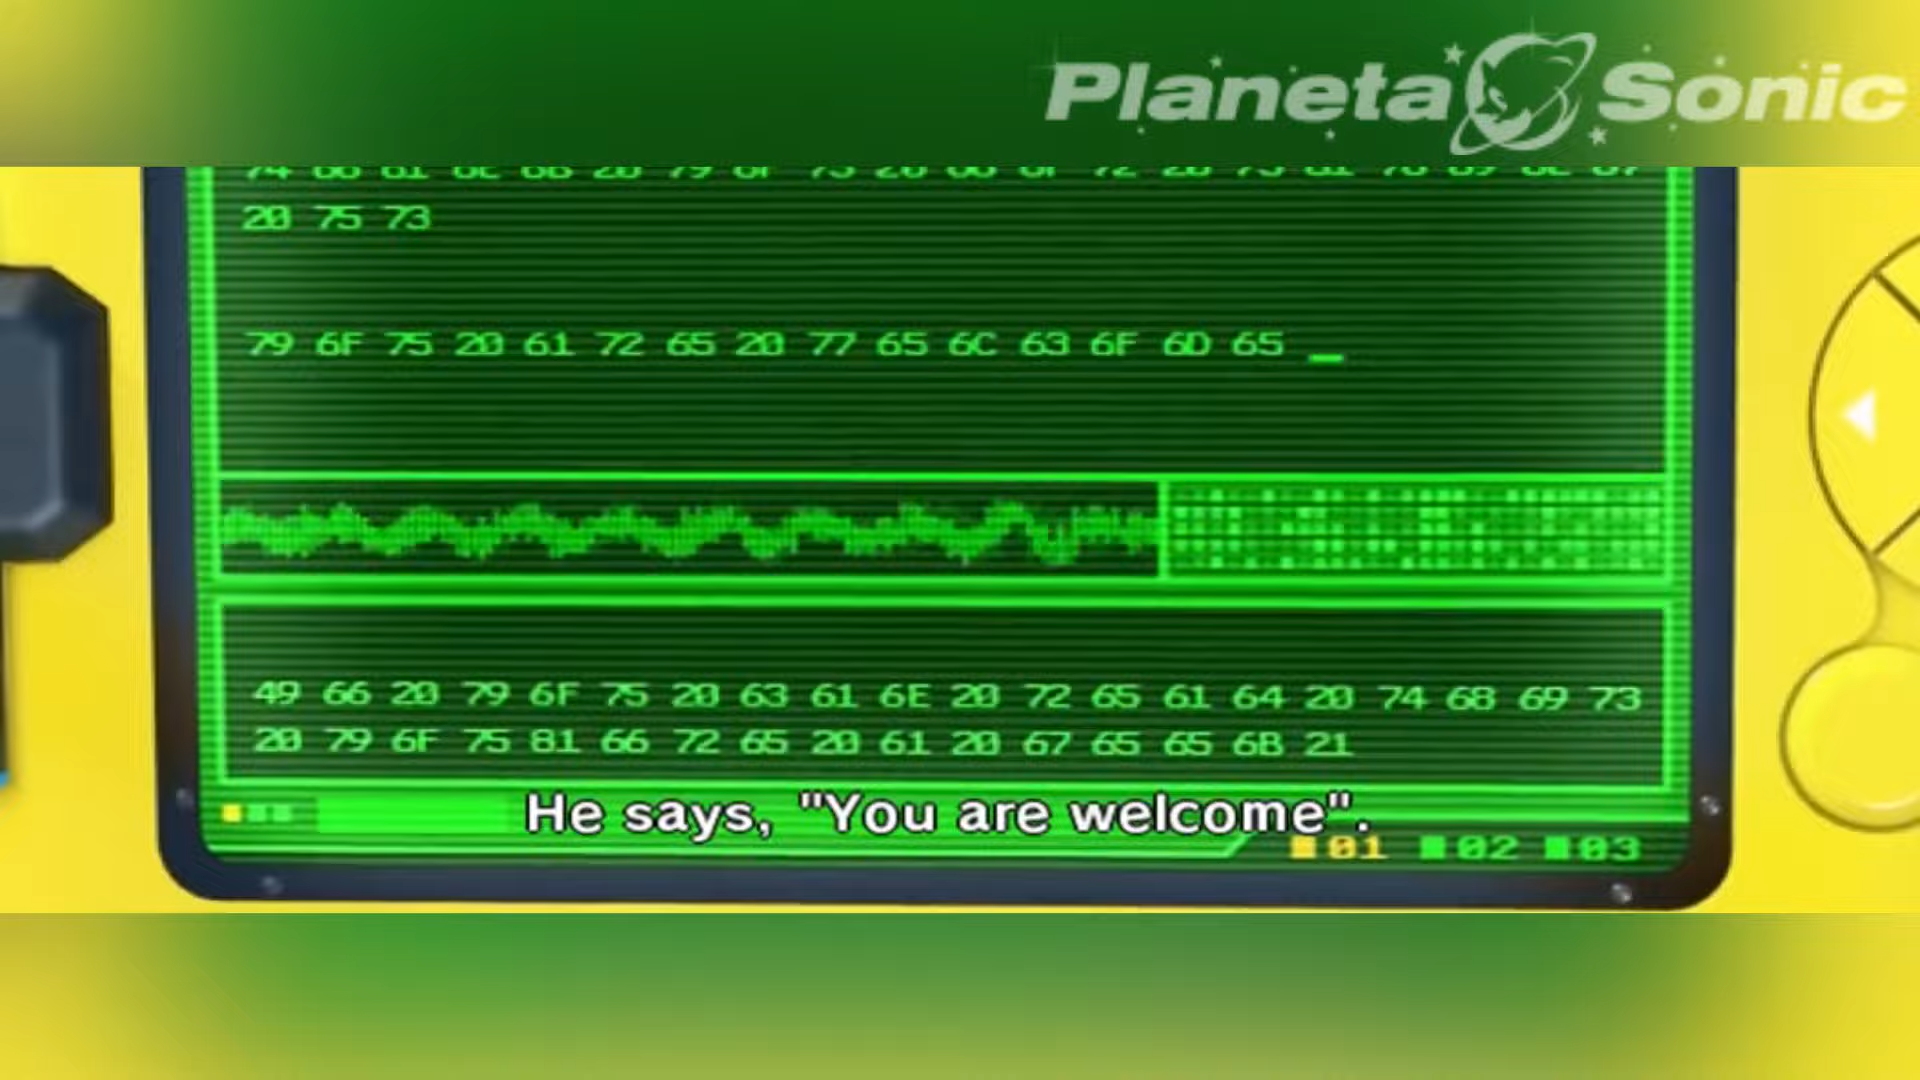 Planeta Sonic
20 75 73
79 6F 75 20 61 72 65 20 77 65 6C 63 6F 6D 65 _
49 66 20 79 6F 75 20 63 61 6E 20 72 65 61 64 20 74 68 69 73
20 79 6F 75 81 66 72 65 20 61 20 67 65 65 6B 21
He says, "You are welcome".
01 02 03